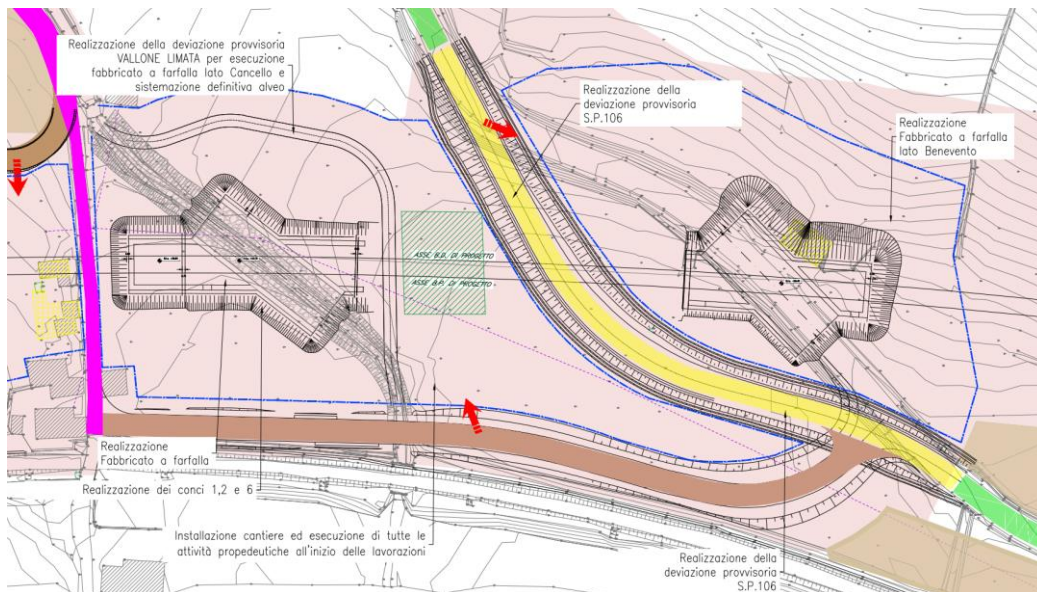 Realizzazione della deviazione provvisoria
VALLONE LIMATA per esecuzione
fabbricato a farfalla lato Cancello e
sistemazione definitiva alveo
Realizzazione della
deviazione provvisoria
S.P.106
Realizzazione
Fabbricato a farfalla
lato Benevento
ASSE B.D. DI PROGETTO
ASSE B.P. DI PROGETTO
Realizzazione
Fabbricato a farfalla
Realizzazione dei conci 1,2 e 6
Installazione cantiere ed esecuzione di tutte le
attività propedeutiche all'inizio delle lavorazioni
Realizzazione della
deviazione provvisoria
S.P.106